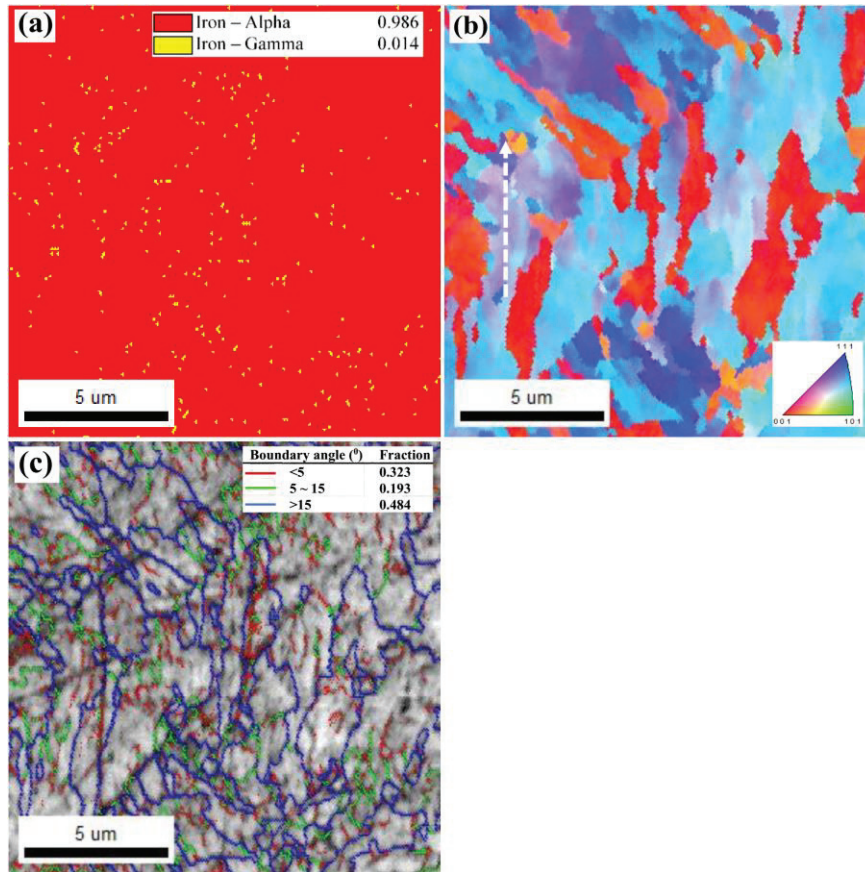 (a)
Iron – Alpha 0.986
Iron – Gamma 0.014
5 um
(b)
5 um
111
001 101
(c)
Boundary angle (⁰) Fraction
<5 0.323
5 ~ 15 0.193
>15 0.484
5 um